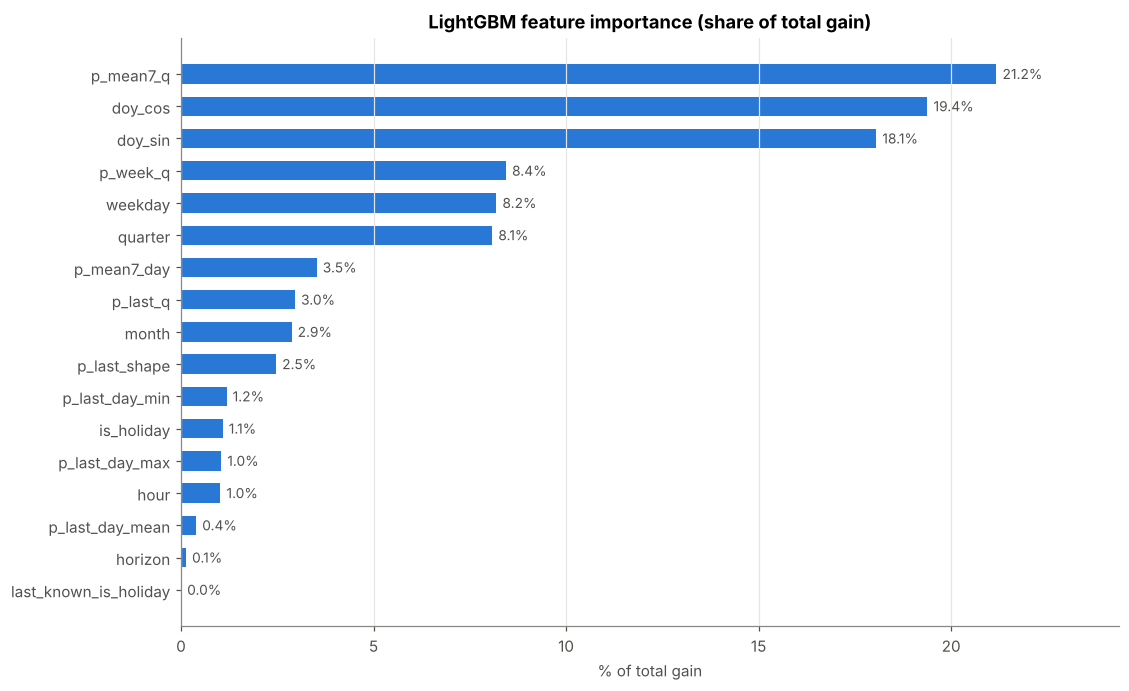 LightGBM feature importance (share of total gain)
p_mean7_q 21.2%
doy_cos 19.4%
doy_sin 18.1%
p_week_q 8.4%
weekday 8.2%
quarter 8.1%
p_mean7_day 3.5%
p_last_q 3.0%
month 2.9%
p_last_shape 2.5%
p_last_day_min 1.2%
is_holiday 1.1%
p_last_day_max 1.0%
hour 1.0%
p_last_day_mean 0.4%
horizon 0.1%
last_known_is_holiday 0.0%
0 5 10 15 20
% of total gain